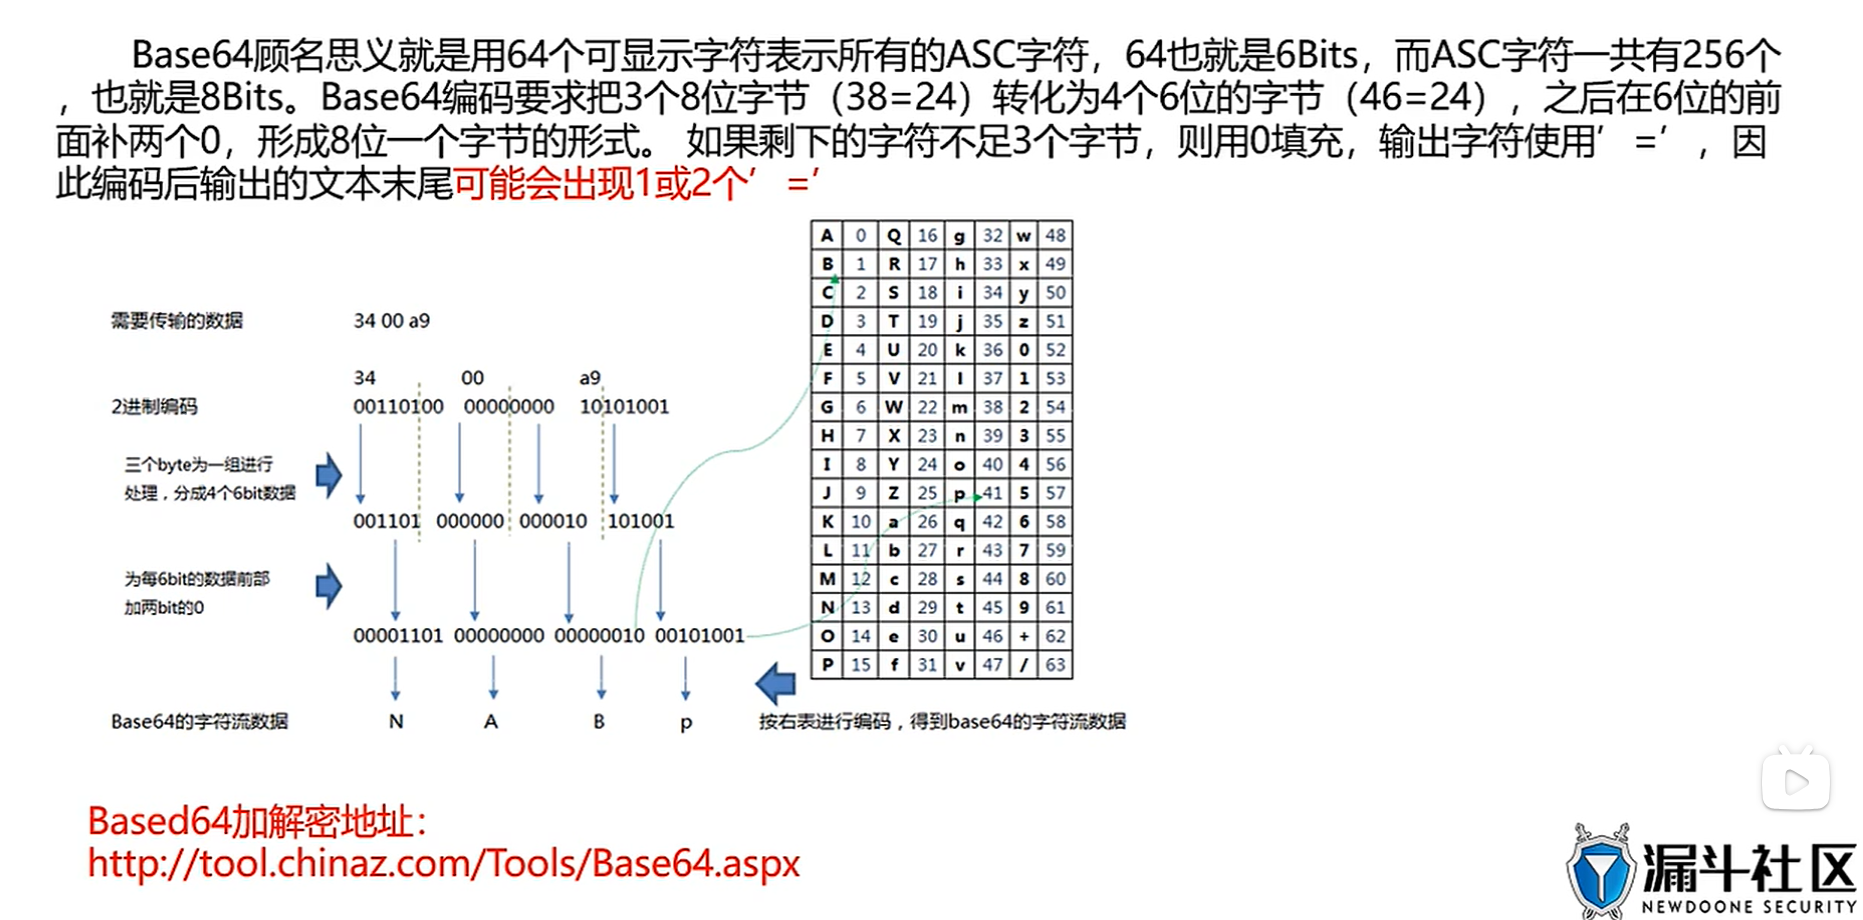 Base64顾名思义就是用64个可显示字符表示所有的ASC字符，64也就是6Bits，而ASC字符一共有256个
，也就是8Bits。Base64编码要求把3个8位字节（38=24）转化为4个6位的字节（46=24），之后在6位的前
面补两个0，形成8位一个字节的形式。 如果剩下的字符不足3个字节，则用0填充，输出字符使用’ =’ ，因
此编码后输出的文本末尾可能会出现1或2个’ =’
需要传输的数据 34 00 a9
34 00 a9
2进制编码 00110100 00000000 10101001
三个byte为一组进行
处理，分成4个6bit数据
001101 000000 000010 101001
为每6bit的数据前部
加两bit的0
00001101 00000000 00000010 00101001
Base64的字符流数据 N A B p
A 0 Q 16 g 32 w 48
B 1 R 17 h 33 x 49
C 2 S 18 i 34 y 50
D 3 T 19 j 35 z 51
E 4 U 20 k 36 0 52
F 5 V 21 l 37 1 53
G 6 W 22 m 38 2 54
H 7 X 23 n 39 3 55
I 8 Y 24 o 40 4 56
J 9 Z 25 p 41 5 57
K 10 a 26 q 42 6 58
L 11 b 27 r 43 7 59
M 12 c 28 s 44 8 60
N 13 d 29 t 45 9 61
O 14 e 30 u 46 + 62
P 15 f 31 v 47 / 63
按右表进行编码，得到base64的字符流数据
Based64加解密地址：
http://tool.chinaz.com/Tools/Base64.aspx
漏斗社区
NEWDOONE SECURITY